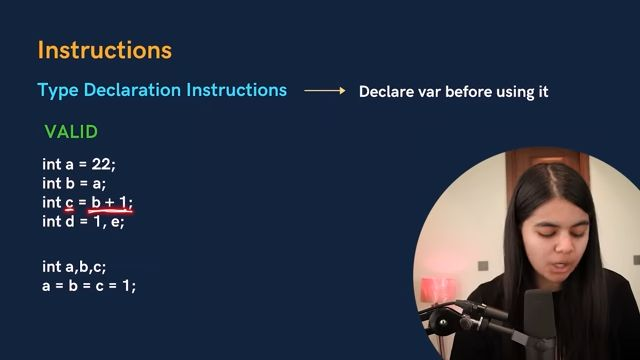 Instructions
Type Declaration Instructions
Declare var before using it
VALID
int a = 22;
int b = a;
int c = b + 1;
int d = 1, e;
int a,b,c;
a = b = c = 1;